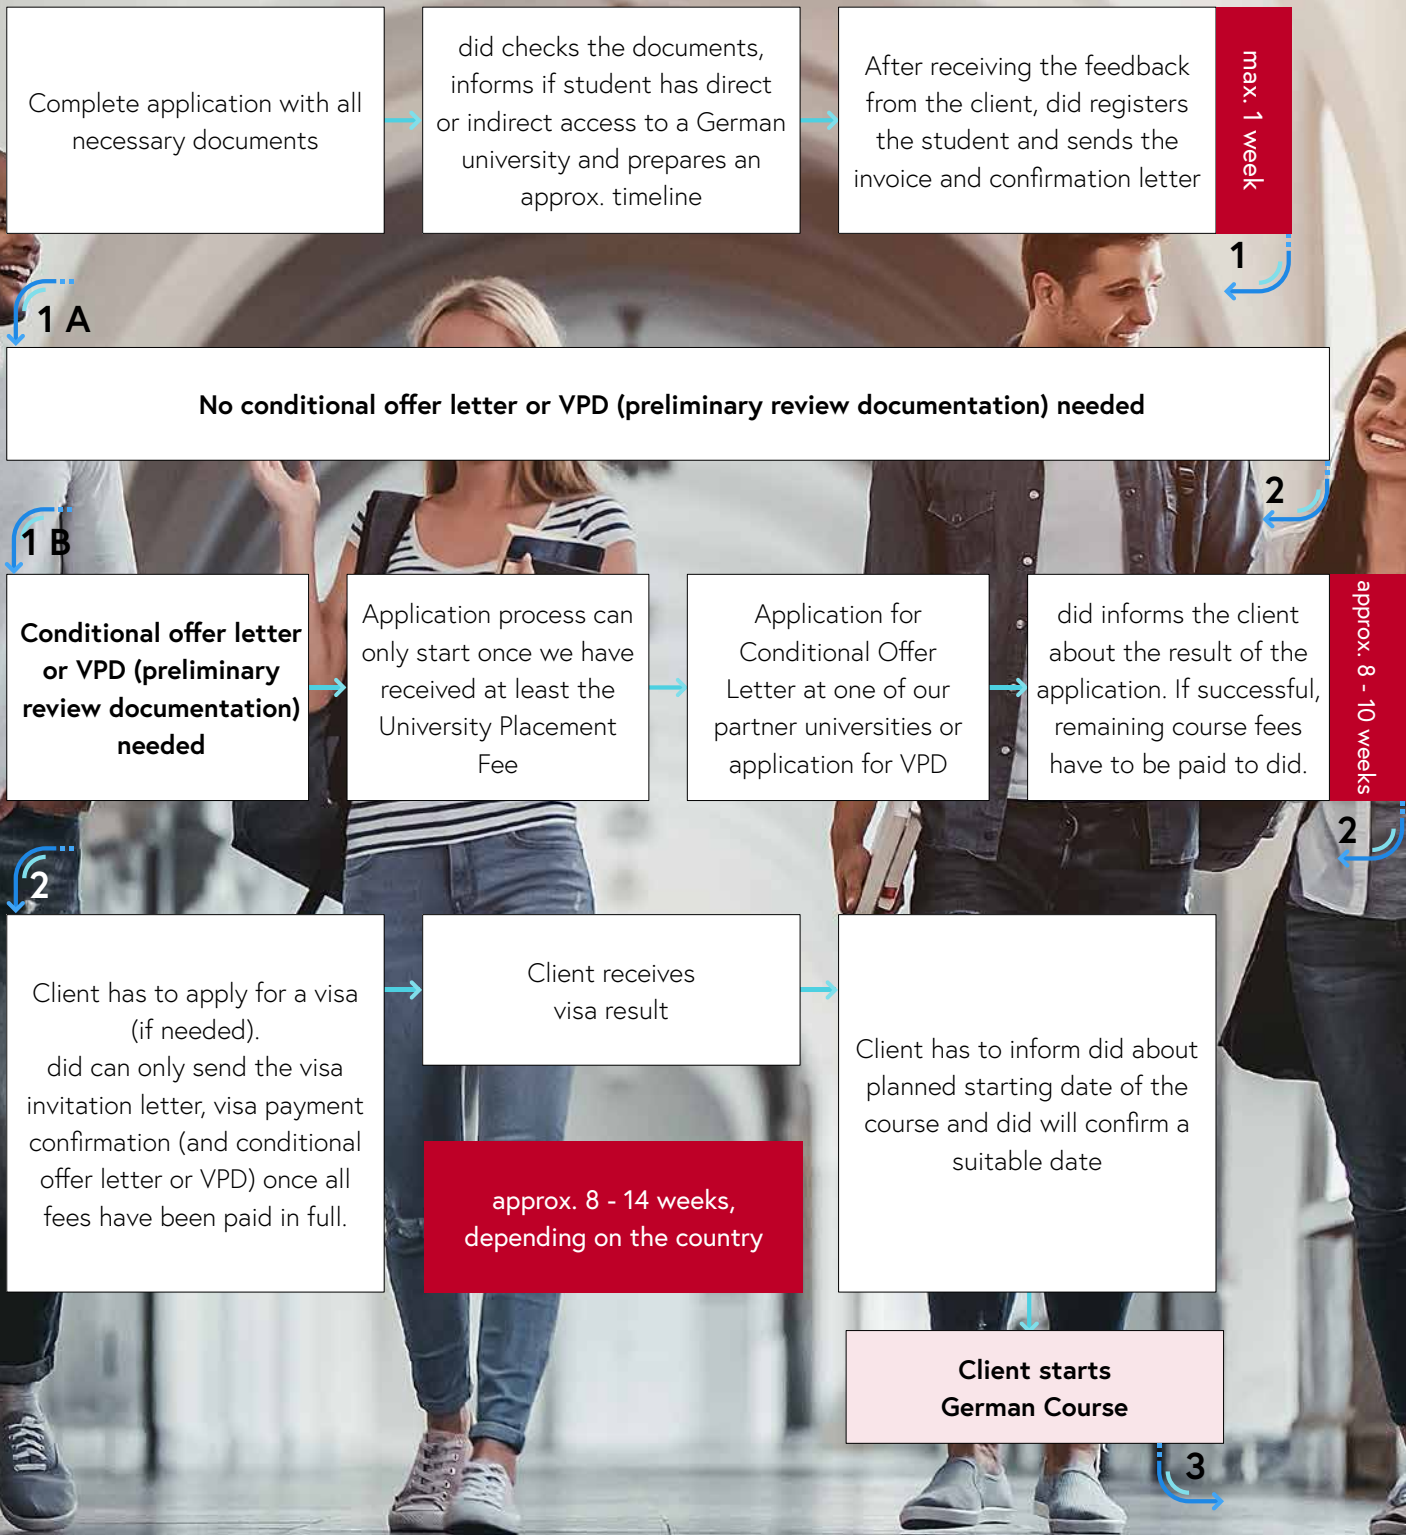 Complete application with all
necessary documents
did checks the documents,
informs if student has direct
or indirect access to a German
university and prepares an
approx. timeline
After receiving the feedback
from the client, did registers
the student and sends the
invoice and confirmation letter
max. 1 week
1
1 A
No conditional offer letter or VPD (preliminary review documentation) needed
2
1 B
Conditional offer letter
or VPD (preliminary
review documentation)
needed
Application process can
only start once we have
received at least the
University Placement
Fee
Application for
Conditional Offer
Letter at one of our
partner universities or
application for VPD
did informs the client
about the result of the
application. If successful,
remaining course fees
have to be paid to did.
approx. 8 - 10 weeks
2
2
Client has to apply for a visa
(if needed).
did can only send the visa
invitation letter, visa payment
confirmation (and conditional
offer letter or VPD) once all
fees have been paid in full.
Client receives
visa result
approx. 8 - 14 weeks,
depending on the country
Client has to inform did about
planned starting date of the
course and did will confirm a
suitable date
Client starts
German Course
3